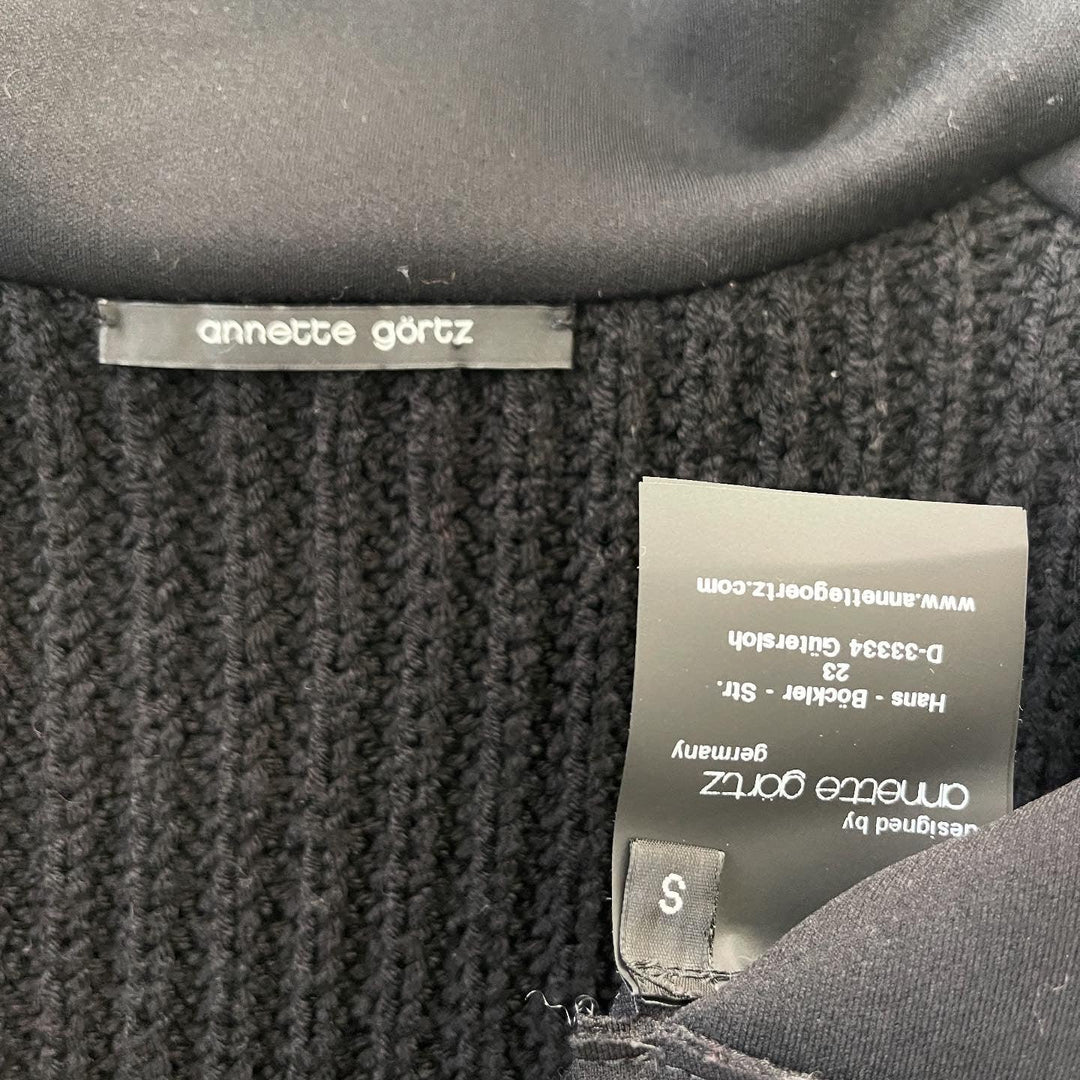 annette görtz
designed by
annette görtz
germany
Hans - Böckler - Str.
23
D-33334 Gütersloh
www.annettegoertz.com
S